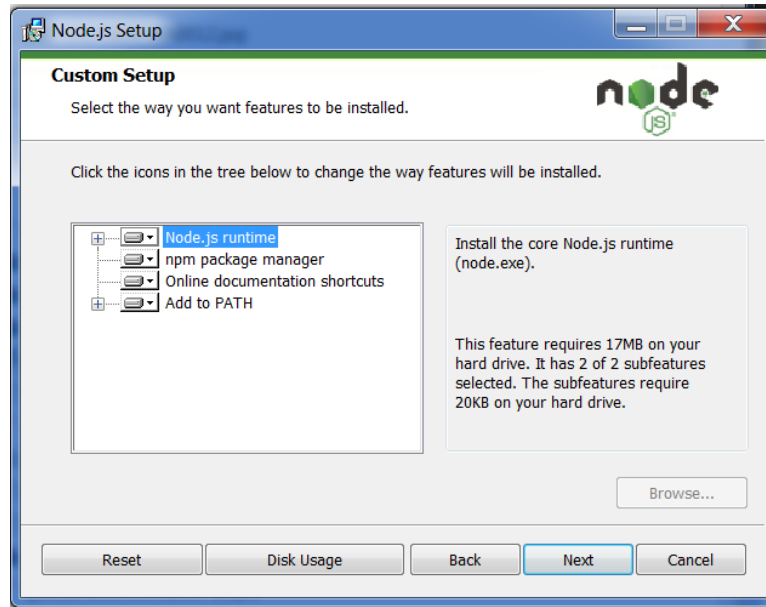 Node.js Setup
Custom Setup
Select the way you want features to be installed.
node
JS
Click the icons in the tree below to change the way features will be installed.
Node.js runtime
npm package manager
Online documentation shortcuts
Add to PATH
Install the core Node.js runtime
(node.exe).
This feature requires 17MB on your
hard drive. It has 2 of 2 subfeatures
selected. The subfeatures require
20KB on your hard drive.
Browse...
Reset
Disk Usage
Back
Next
Cancel